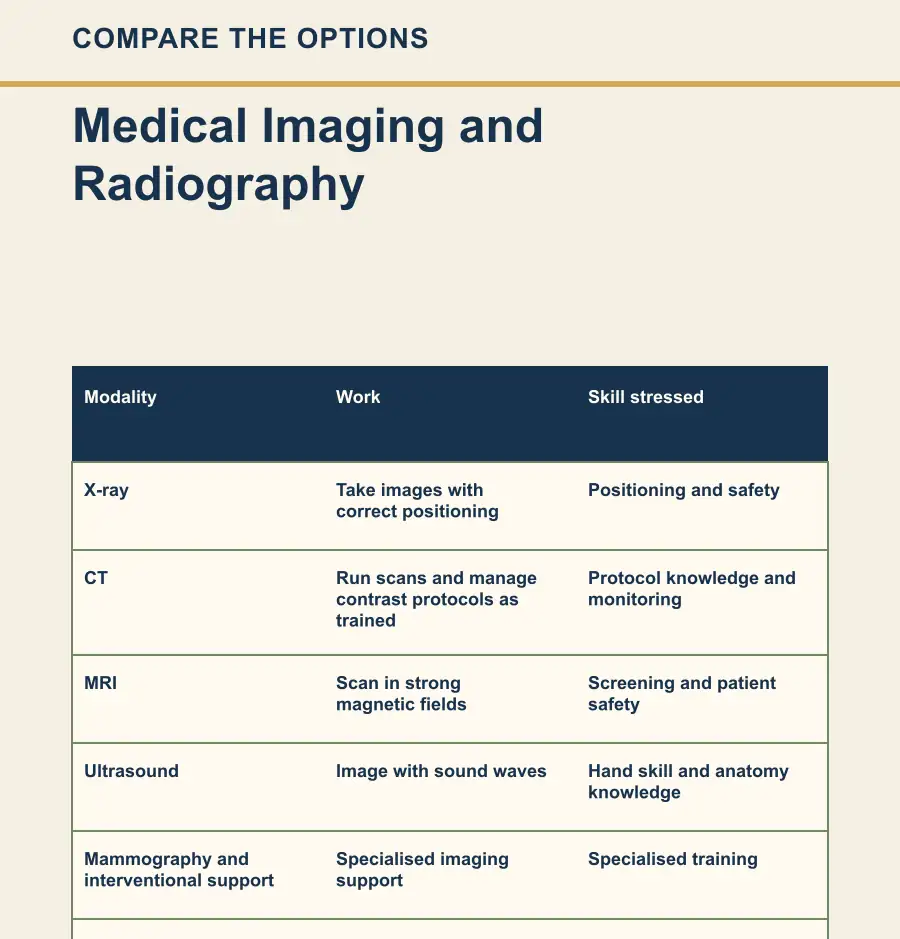 COMPARE THE OPTIONS
Medical Imaging and
Radiography
Modality
Work
Skill stressed
X-ray
Take images with
correct positioning
Positioning and safety
CT
Run scans and manage
contrast protocols as
trained
Protocol knowledge and
monitoring
MRI
Scan in strong
magnetic fields
Screening and patient
safety
Ultrasound
Image with sound waves
Hand skill and anatomy
knowledge
Mammography and
interventional support
Specialised imaging
support
Specialised training